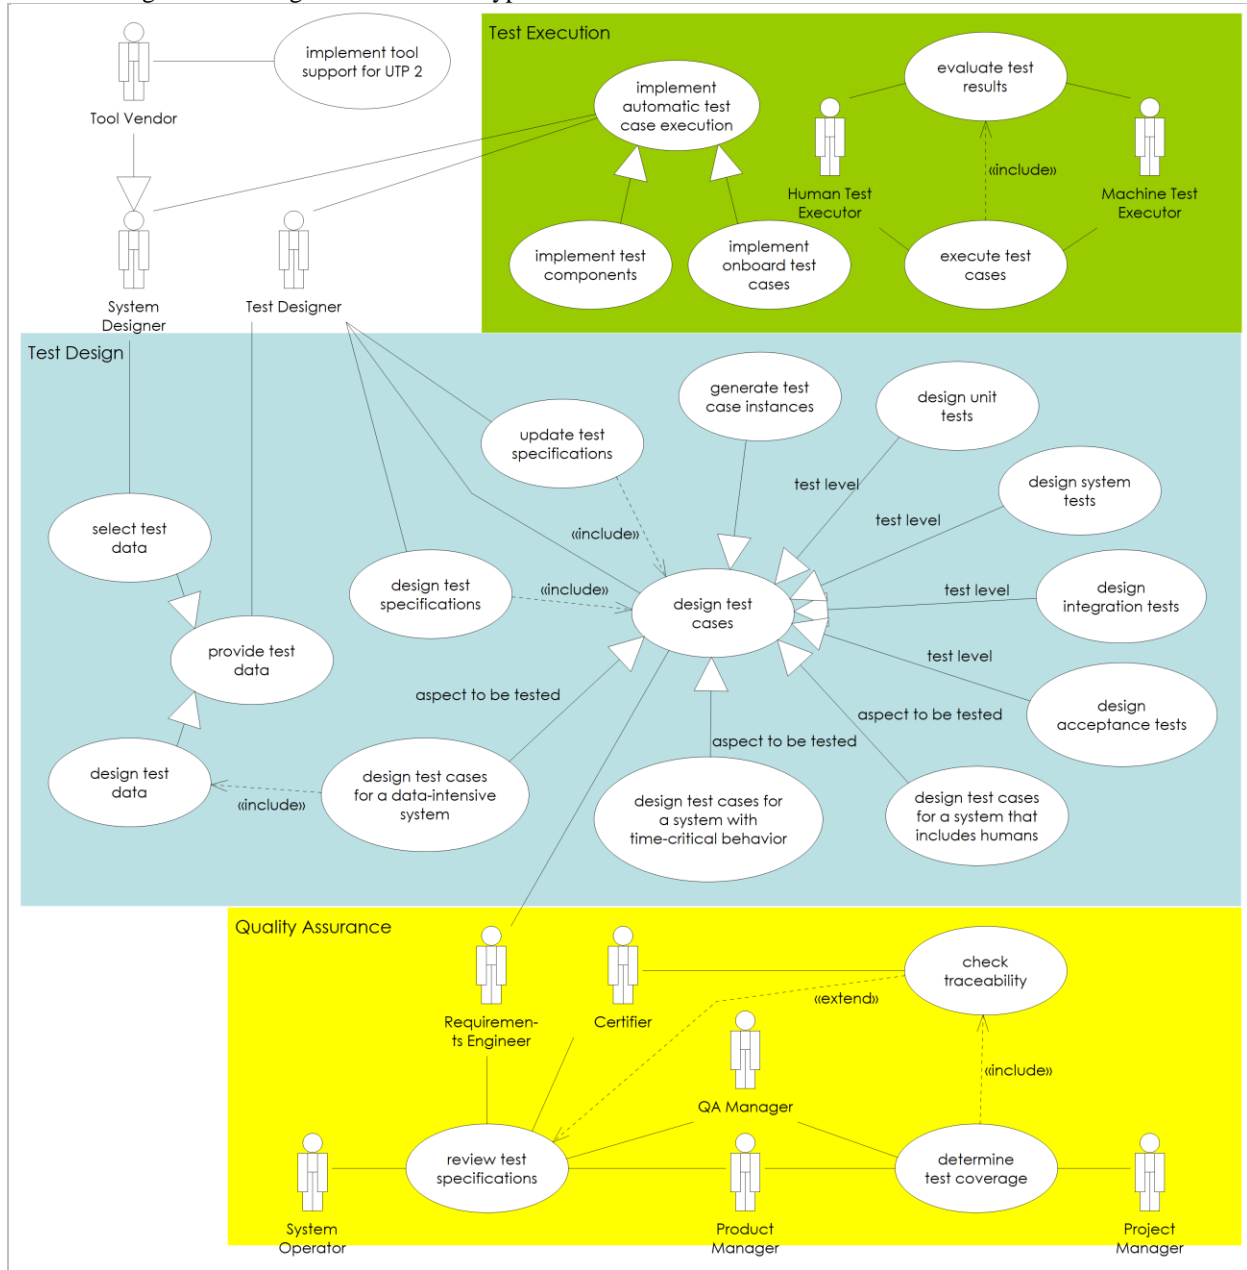 Test Execution
implement tool
support for UTP 2
evaluate test
results
implement
automatic test
case execution
Tool Vendor
«include»
Human Test
Executor
Machine Test
Executor
implement test
components
implement
onboard test
cases
execute test
cases
System
Designer
Test Designer
Test Design
generate test
case instances
design unit
tests
update test
specifications
test level
design system
tests
select test
data
test level
«include»
design test
specifications
«include»
design test
cases
test level
design
integration tests
provide test
data
test level
aspect to be tested
design
acceptance tests
aspect to be tested
aspect to be tested
design test
data
«include»
design test cases
for a data-intensive
system
design test cases for
a system with
time-critical behavior
design test cases
for a system that
includes humans
Quality Assurance
check
traceability
«extend»
Requiremen-
ts Engineer
Certifier
«include»
QA Manager
review test
specifications
determine
test coverage
System
Operator
Product
Manager
Project
Manager